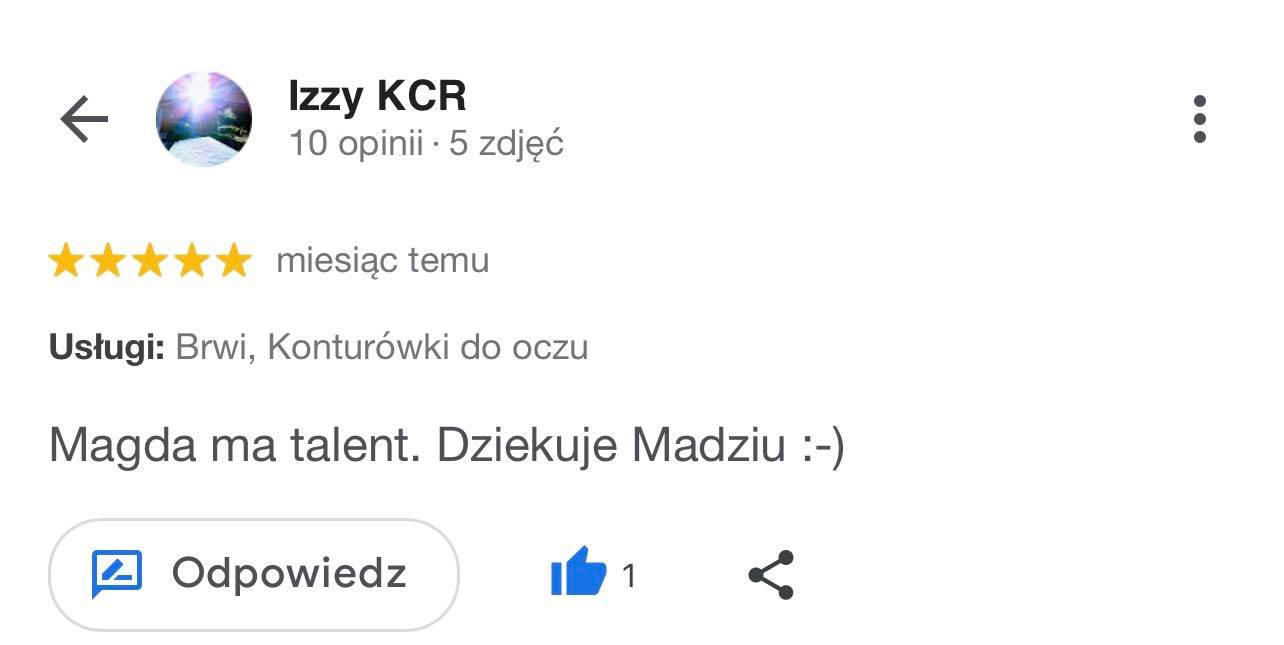 Izzy KCR
10 opinii · 5 zdjęć
miesiąc temu
Usługi: Brwi, Konturówki do oczu
Magda ma talent. Dziekuje Madziu :-)
Odpowiedz
1